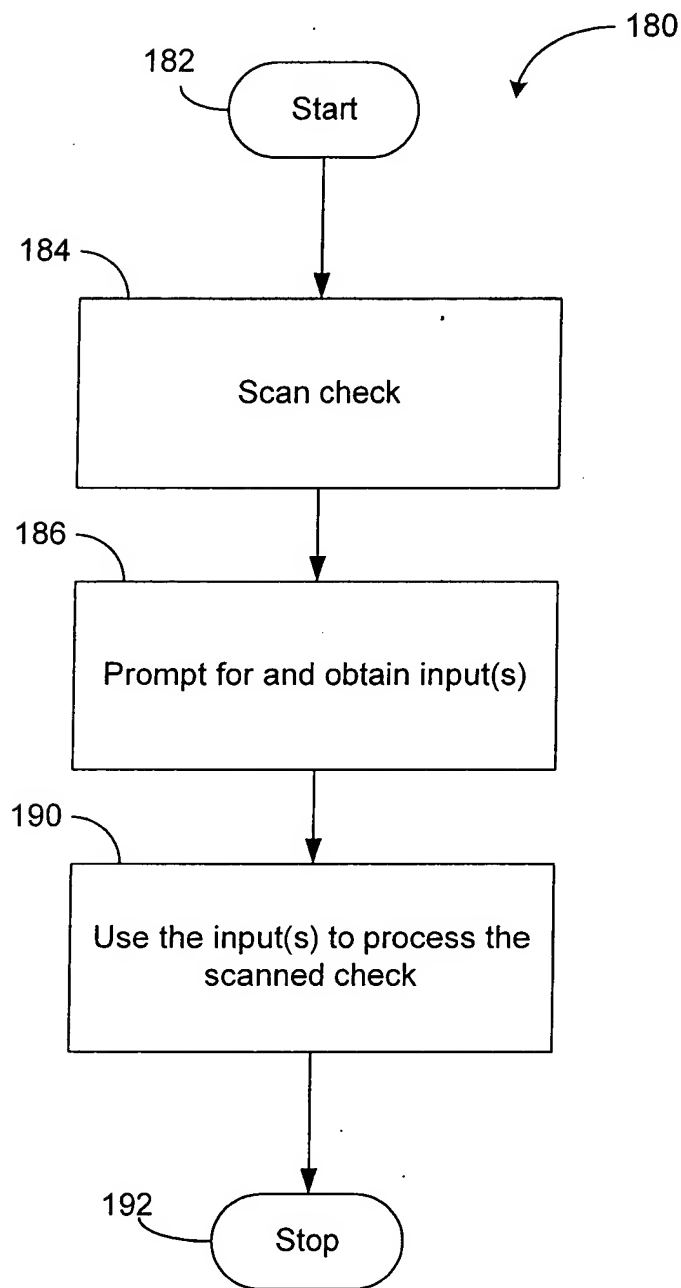 180
182
Start
184
Scan check
186
Prompt for and obtain input(s)
190
Use the input(s) to process the
scanned check
192
Stop